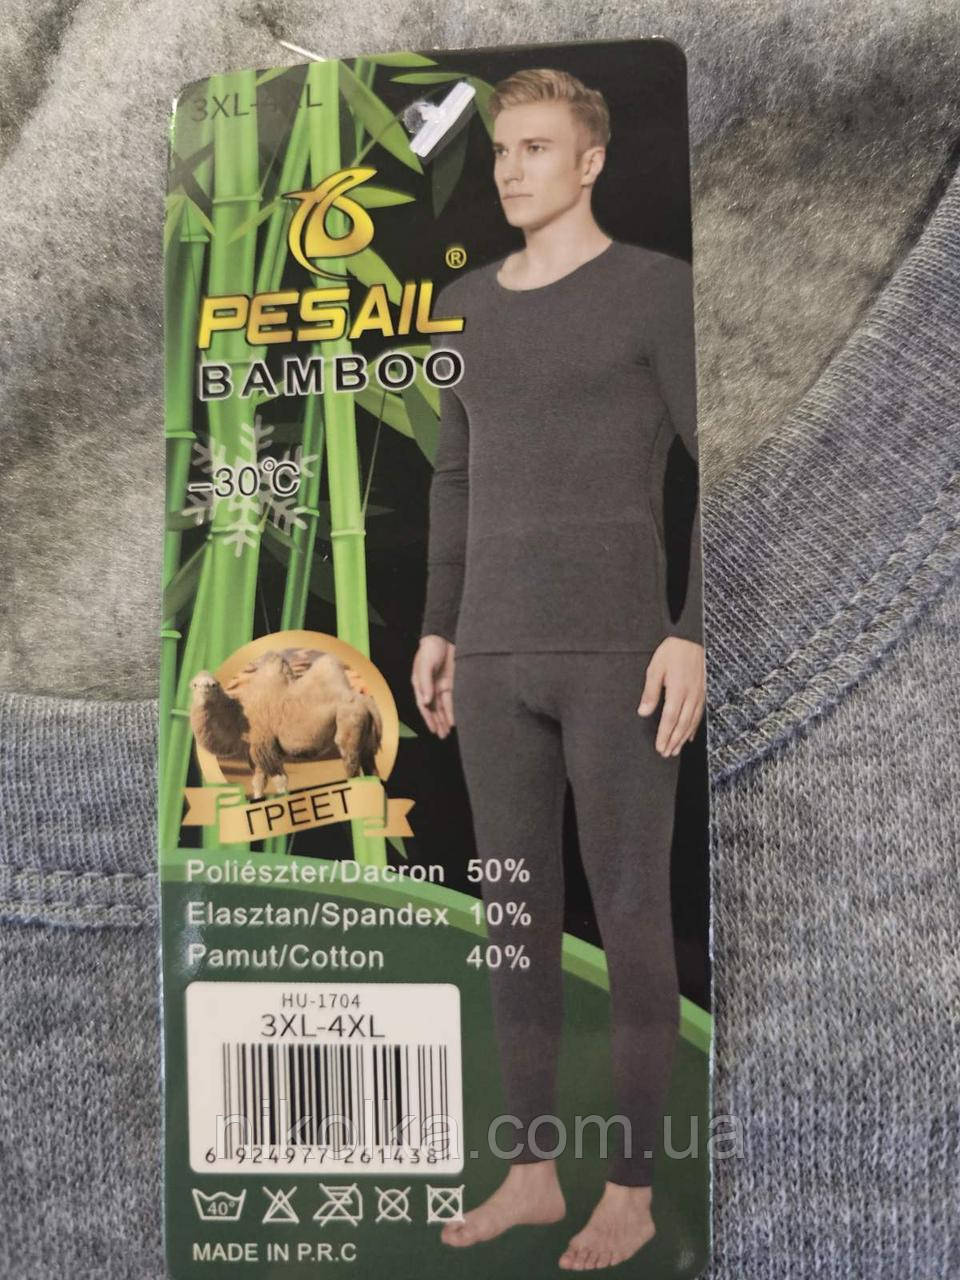 3XL-4XL
®
PESAIL
BAMBOO
-30°C
ГРЕЕТ
Poliészter/Dacron 50%
Elasztan/Spandex 10%
Pamut/Cotton 40%
HU-1704
3XL-4XL
6 924977 261438
nikolka.com.ua
40°
MADE IN P.R.C